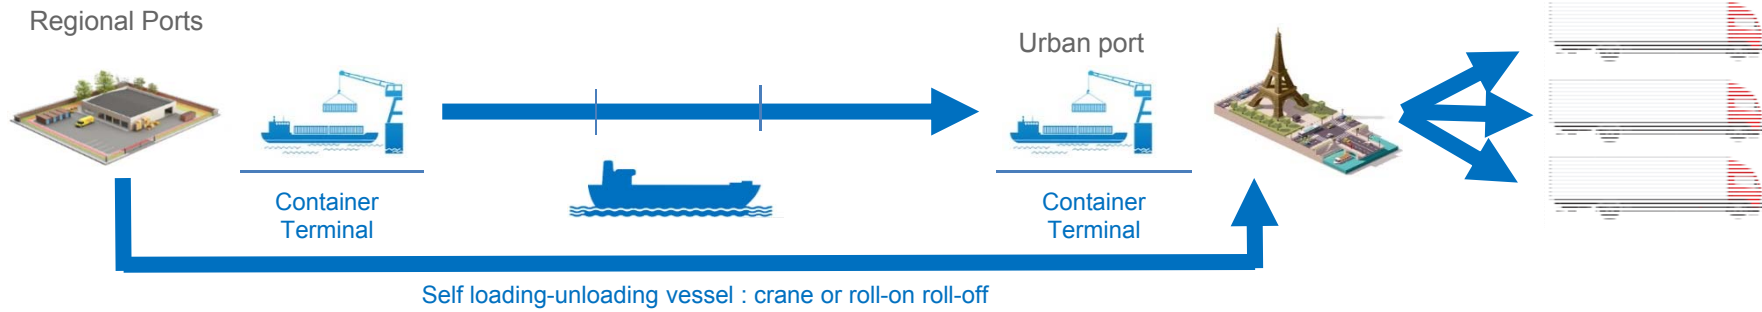 Regional Ports
Urban port
Container
Terminal
Container
Terminal
Self loading-unloading vessel : crane or roll-on roll-off